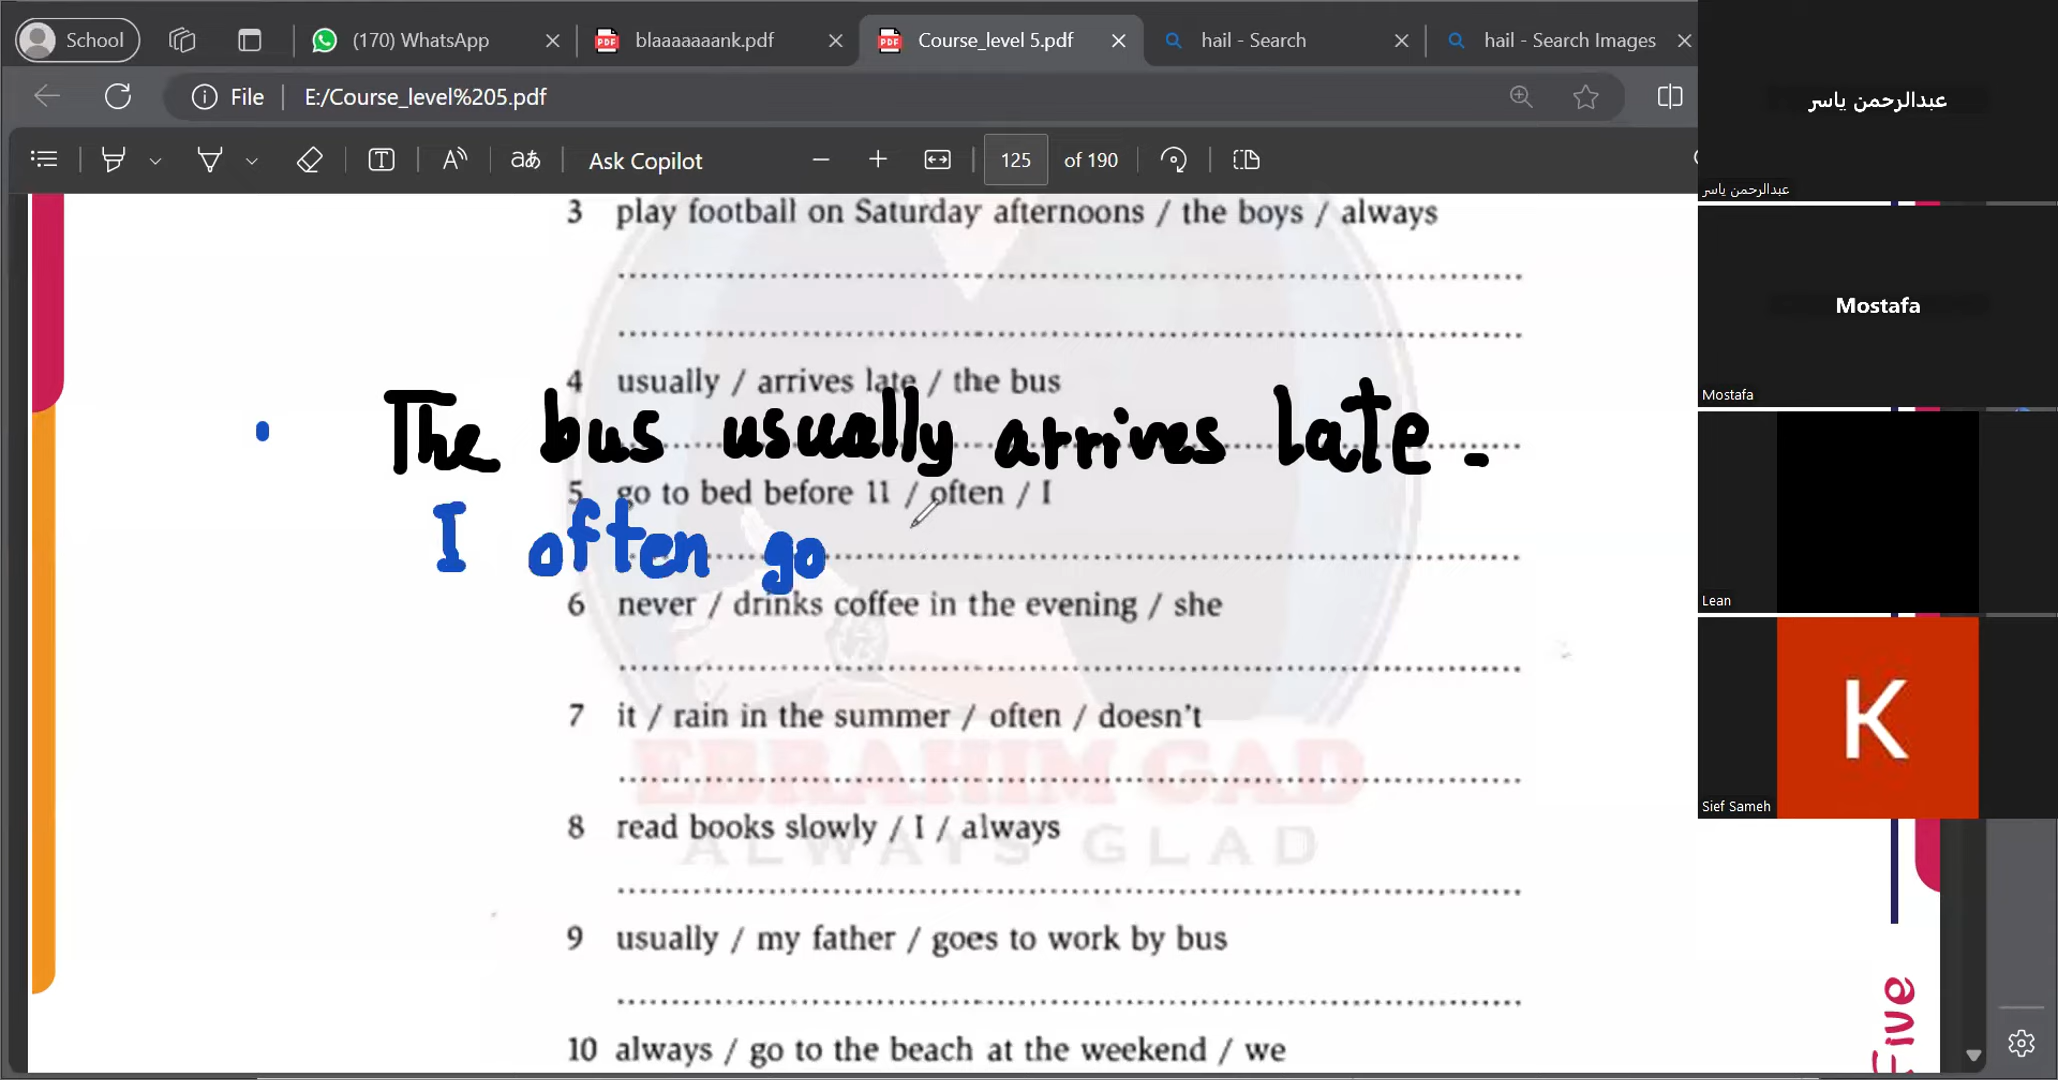 School
(170) WhatsApp
blaaaaaaank.pdf
Course_level 5.pdf
hail - Search
hail - Search Images
File
E:/Course_level%205.pdf
Ask Copilot
125 of 190
عبدالرحمن ياسر
عبدالرحمن ياسر
Mostafa
Mostafa
Lean
K
Sief Sameh
3 play football on Saturday afternoons / the boys / always
4 usually / arrives late / the bus
The bus usually arrives late.
5 go to bed before 11 / often / I
I often go
6 never / drinks coffee in the evening / she
7 it / rain in the summer / often / doesn't
EBRAHIM GAD
ALWAYS GLAD
8 read books slowly / I / always
9 usually / my father / goes to work by bus
10 always / go to the beach at the weekend / we
Five